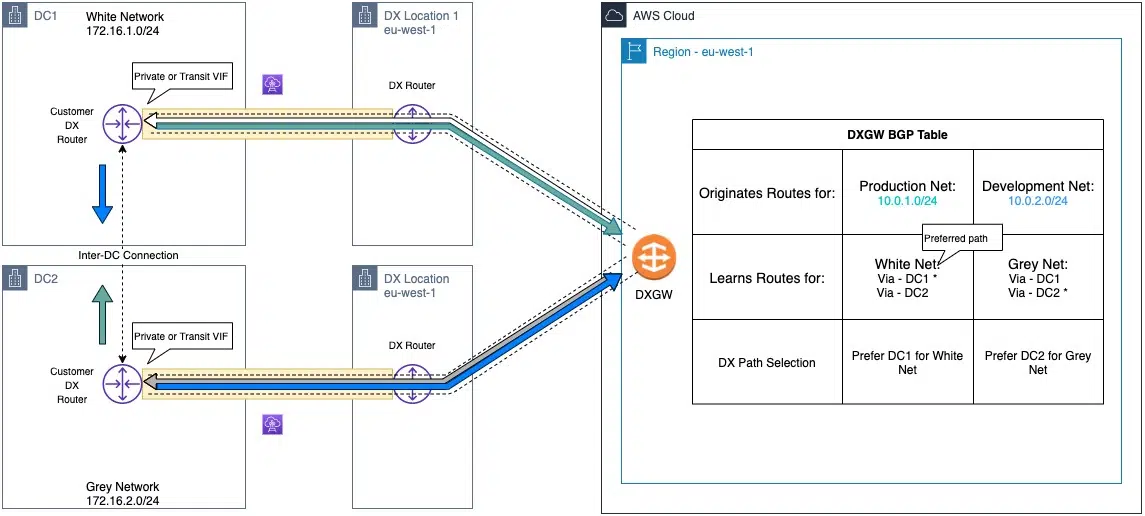 DC1
White Network
172.16.1.0/24
Private or Transit VIF
Customer
DX
Router
DX Location 1
eu-west-1
DX Router
Inter-DC Connection
DC2
Private or Transit VIF
Customer
DX
Router
Grey Network
172.16.2.0/24
DX Location
eu-west-1
DX Router
DXGW
AWS Cloud
Region - eu-west-1
DXGW BGP Table
Originates Routes for:
Production Net:
10.0.1.0/24
Development Net:
10.0.2.0/24
Preferred path
Learns Routes for:
White Net:
Via - DC1 *
Via - DC2
Grey Net:
Via - DC1
Via - DC2 *
DX Path Selection
Prefer DC1 for White
Net
Prefer DC2 for Grey
Net